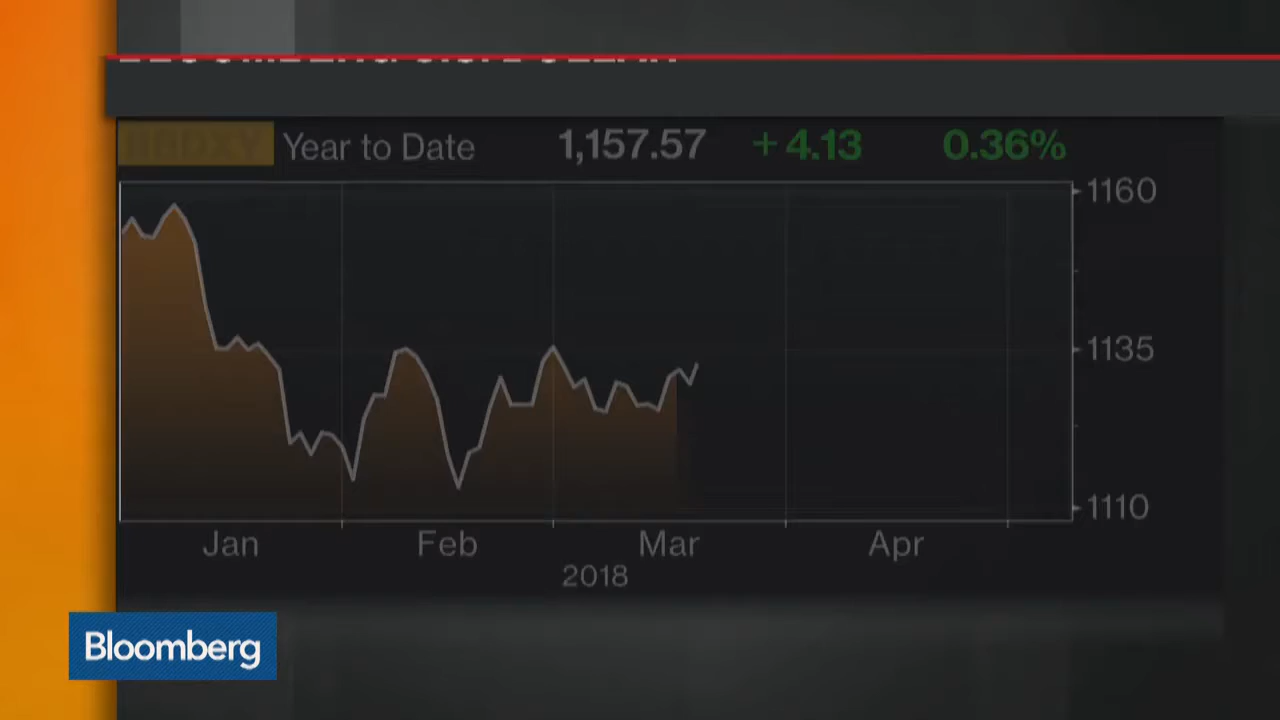 Year to Date 1,157.57 +4.13 0.36%
1160
1135
1110
Jan Feb Mar Apr
2018
Bloomberg